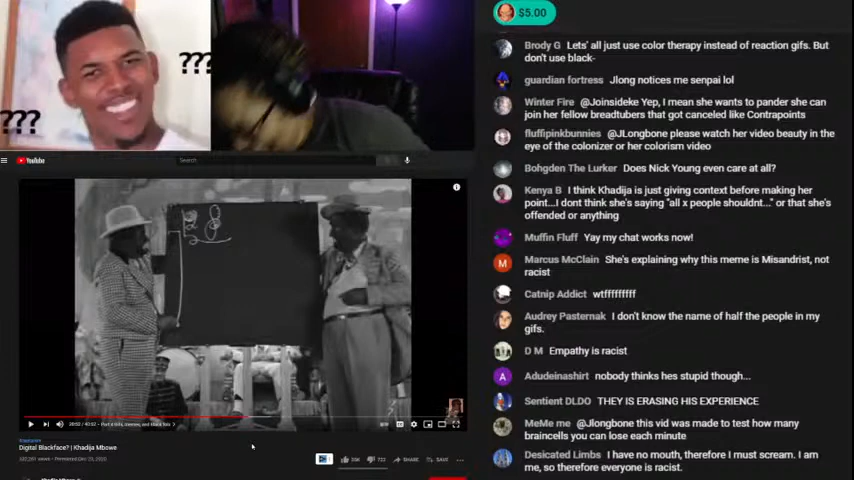 $5.00
???
???
YouTube
Search
Brody G Lets' all just use color therapy instead of reaction gifs. But
don't use black-
guardian fortress Jlong notices me senpai lol
Winter Fire @Joinsideke Yep, I mean she wants to pander she can
join her fellow breadtubers that got canceled like Contrapoints
fluffipinkbunnies @JLongbone please watch her video beauty in the
eye of the colonizer or her colorism video
Bohgden The Lurker Does Nick Young even care at all?
Kenya B I think Khadija is just giving context before making her
point...I dont think she's saying "all x people shouldnt..." or that she's
offended or anything
Muffin Fluff Yay my chat works now!
M Marcus McClain She's explaining why this meme is Misandrist, not
racist
Catnip Addict wtfffffffff
Audrey Pasternak I don't know the name of half the people in my
gifs.
D M Empathy is racist
A Adudeinashirt nobody thinks hes stupid though...
Sentient DLDO THEY IS ERASING HIS EXPERIENCE
MeMe me @Jlongbone this vid was made to test how many
braincells you can lose each minute
Desicated Limbs I have no mouth, therefore I must scream. I am
me, so therefore everyone is racist.
Digital Blackface? | Khadija Mbowe
SHARE
SAVE